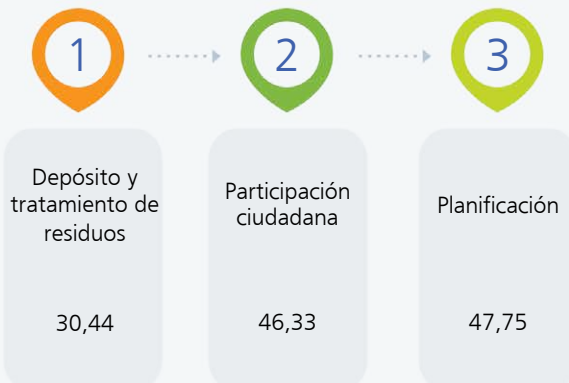 1
2
3
Depósito y
tratamiento de
residuos
30,44
Participación
ciudadana
46,33
Planificación
47,75